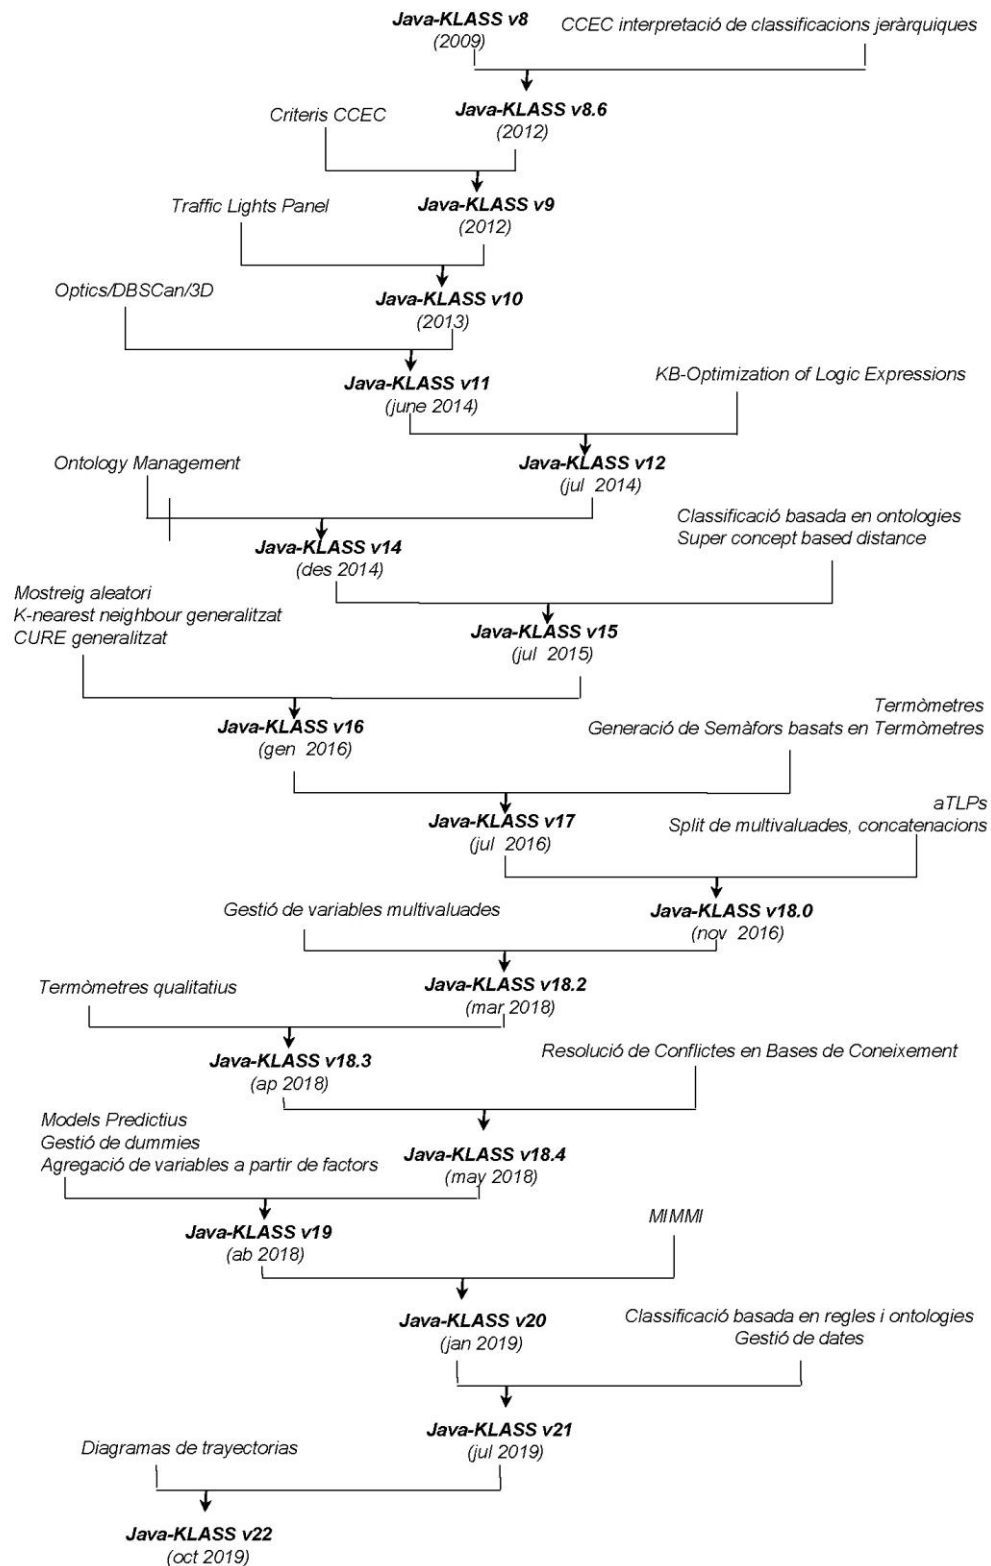 Java-KLASS v8
(2009)
CCEC interpretació de classificacions jeràrquiques
Criteris CCEC
Java-KLASS v8.6
(2012)
Traffic Lights Panel
Java-KLASS v9
(2012)
Optics/DBSCan/3D
Java-KLASS v10
(2013)
Java-KLASS v11
(june 2014)
KB-Optimization of Logic Expressions
Ontology Management
Java-KLASS v12
(jul 2014)
Classificació basada en ontologies
Super concept based distance
Java-KLASS v14
(des 2014)
Mostreig aleatori
K-nearest neighbour generalitzat
CURE generalitzat
Java-KLASS v15
(jul 2015)
Java-KLASS v16
(gen 2016)
Termòmetres
Generació de Semàfors basats en Termòmetres
Java-KLASS v17
(jul 2016)
aTLPs
Split de multivaluades, concatenacions
Gestió de variables multivaluades
Java-KLASS v18.0
(nov 2016)
Termòmetres qualitatius
Java-KLASS v18.2
(mar 2018)
Java-KLASS v18.3
(ap 2018)
Resolució de Conflictes en Bases de Coneixement
Models Predictius
Gestió de dummies
Agregació de variables a partir de factors
Java-KLASS v18.4
(may 2018)
Java-KLASS v19
(ab 2018)
MIMMI
Java-KLASS v20
(jan 2019)
Classificació basada en regles i ontologies
Gestió de dates
Java-KLASS v21
(jul 2019)
Diagramas de trayectorias
Java-KLASS v22
(oct 2019)